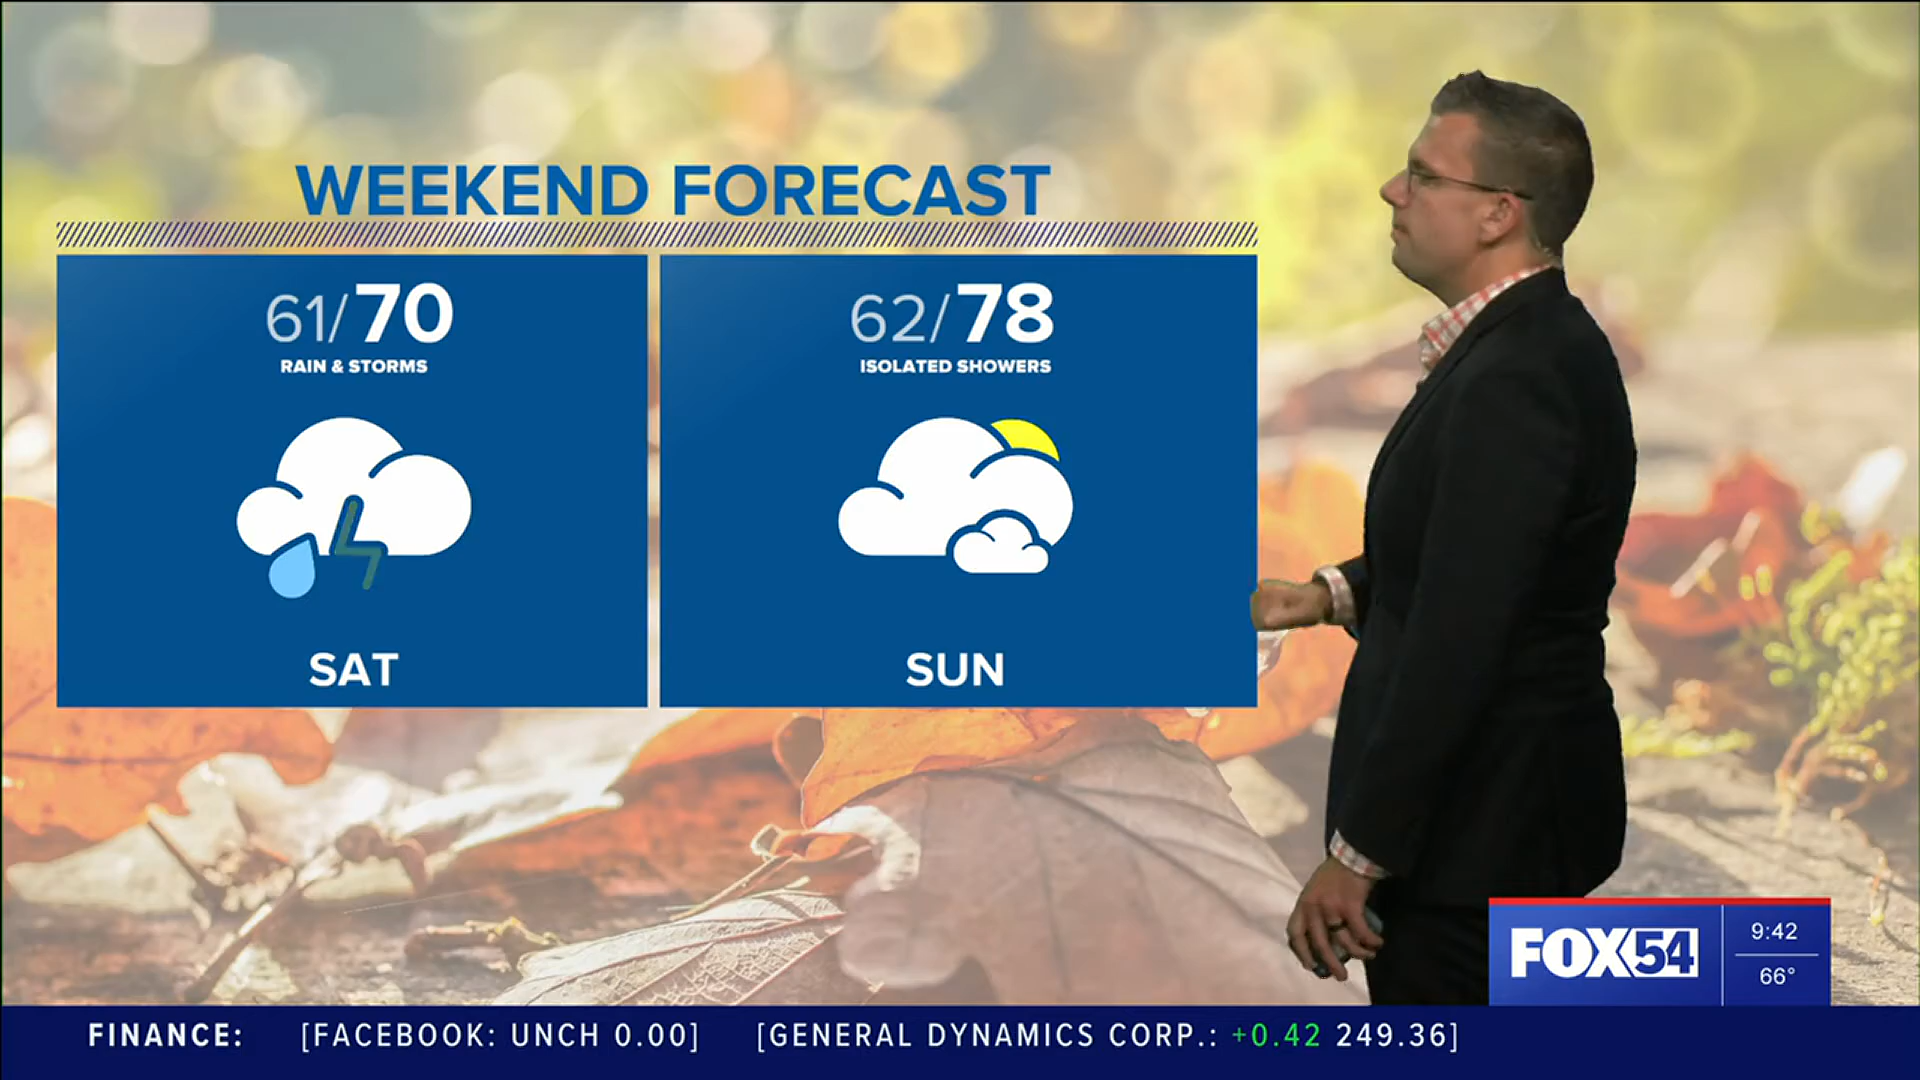 WEEKEND FORECAST
61/70
RAIN & STORMS
SAT
62/78
ISOLATED SHOWERS
SUN
FOX54
9:42
66°
FINANCE: [FACEBOOK: UNCH 0.00] [GENERAL DYNAMICS CORP.: +0.42 249.36]